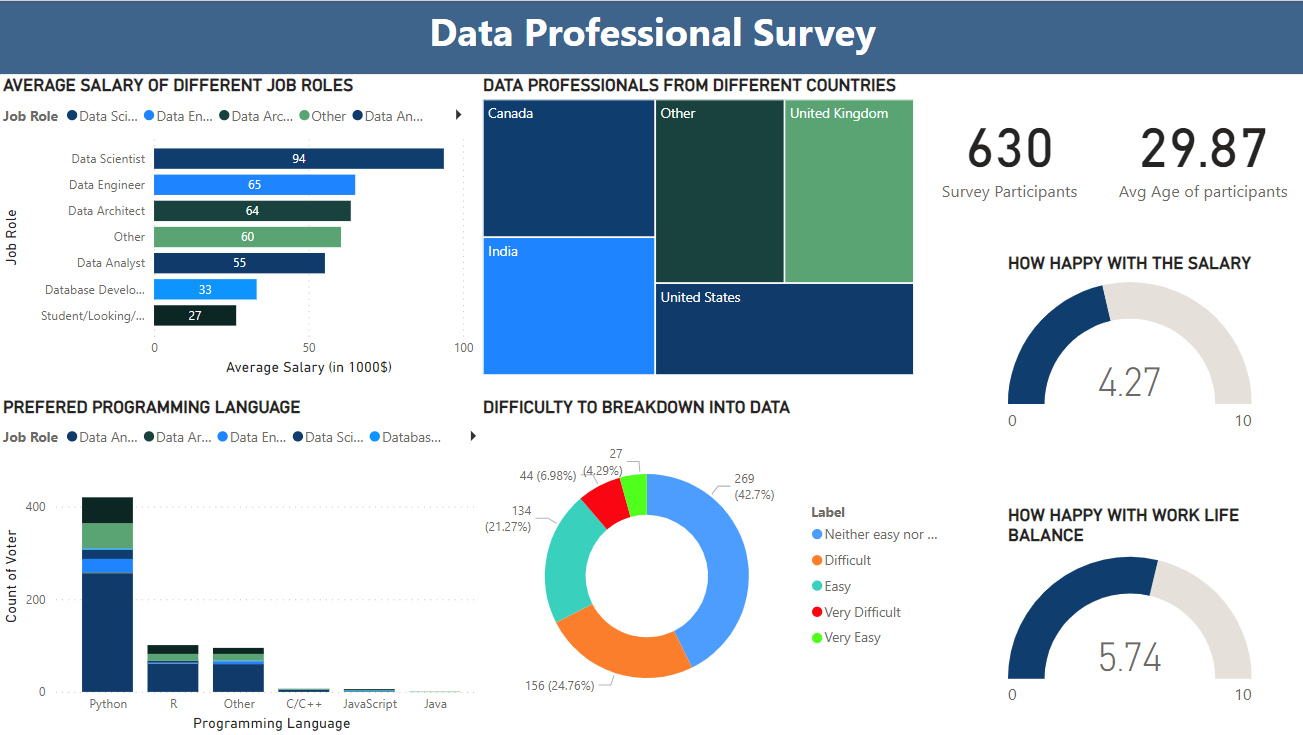 Data Professional Survey
AVERAGE SALARY OF DIFFERENT JOB ROLES
Job Role Data Sci... Data En... Data Arc... Other Data An...
Job Role
Data Scientist 94
Data Engineer 65
Data Architect 64
Other 60
Data Analyst 55
Database Develo... 33
Student/Looking/... 27
0 50 100
Average Salary (in 1000$)
DATA PROFESSIONALS FROM DIFFERENT COUNTRIES
Canada
Other
United Kingdom
India
United States
630
Survey Participants
29.87
Avg Age of participants
HOW HAPPY WITH THE SALARY
4.27
0 10
PREFERED PROGRAMMING LANGUAGE
Job Role Data An... Data Ar... Data En... Data Sci... Databas...
Count of Voter
400
200
0
Python R Other C/C++ JavaScript Java
Programming Language
DIFFICULTY TO BREAKDOWN INTO DATA
27
(4.29%)
44 (6.98%)
269
(42.7%)
134
(21.27%)
156 (24.76%)
Label
Neither easy nor ...
Difficult
Easy
Very Difficult
Very Easy
HOW HAPPY WITH WORK LIFE
BALANCE
5.74
0 10